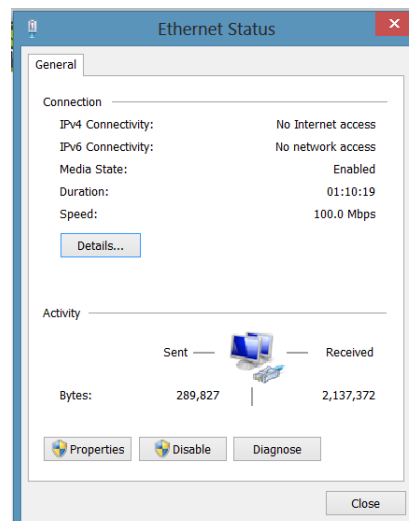 Ethernet Status
General
Connection
IPv4 Connectivity: No Internet access
IPv6 Connectivity: No network access
Media State: Enabled
Duration: 01:10:19
Speed: 100.0 Mbps
Details...
Activity
Sent Received
Bytes: 289,827 2,137,372
Properties Disable Diagnose
Close